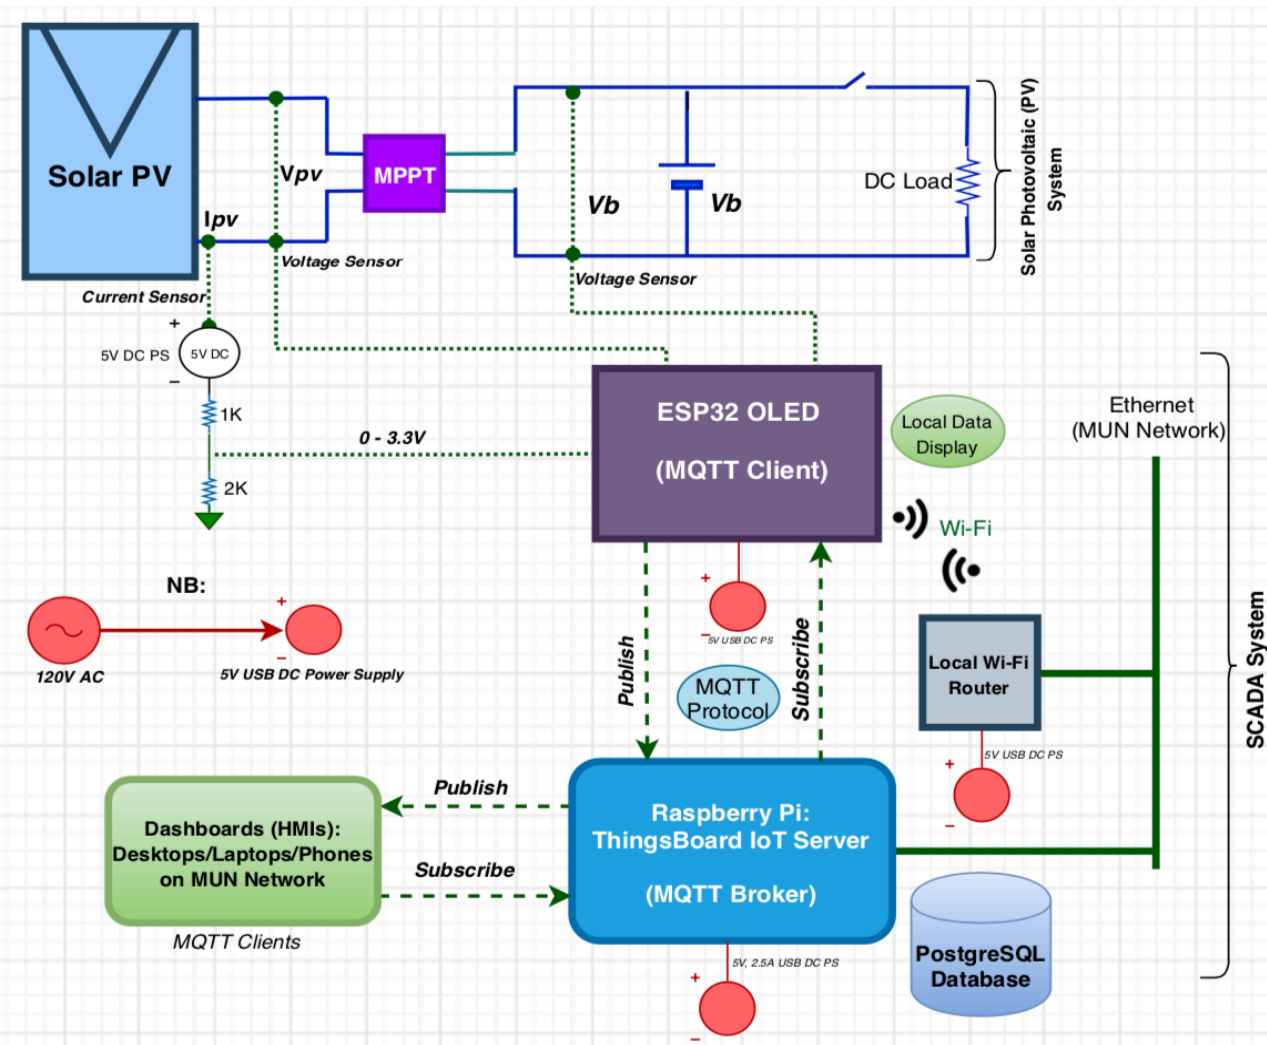 Solar PV
Vpv
MPPT
Vb
Vb
DC Load
Solar Photovoltaic (PV)
System
Ipv
Voltage Sensor
Voltage Sensor
Current Sensor
+
5V DC PS
5V DC
−
1K
0 - 3.3V
2K
ESP32 OLED
(MQTT Client)
Local Data
Display
Ethernet
(MUN Network)
Wi-Fi
NB:
+
−
120V AC
5V USB DC Power Supply
+
−
5V USB DC PS
Publish
MQTT
Protocol
Subscribe
Local Wi-Fi
Router
5V USB DC PS
+
−
SCADA System
Dashboards (HMIs):
Desktops/Laptops/Phones
on MUN Network
MQTT Clients
Publish
Subscribe
Raspberry Pi:
ThingsBoard IoT Server
(MQTT Broker)
5V, 2.5A USB DC PS
+
−
PostgreSQL
Database